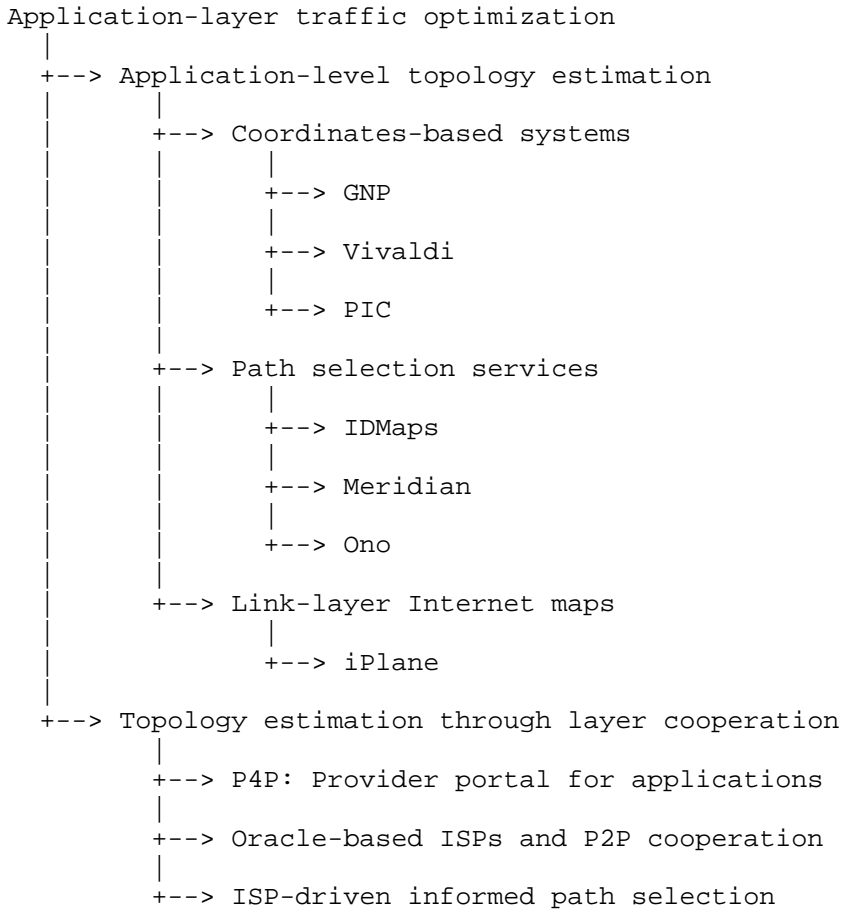 Application-layer traffic optimization
|
+--> Application-level topology estimation
| |
| +--> Coordinates-based systems
| | |
| | +--> GNP
| | |
| | +--> Vivaldi
| | |
| | +--> PIC
| |
| +--> Path selection services
| | |
| | +--> IDMaps
| | |
| | +--> Meridian
| | |
| | +--> Ono
| |
| +--> Link-layer Internet maps
| |
| +--> iPlane
|
+--> Topology estimation through layer cooperation
|
+--> P4P: Provider portal for applications
|
+--> Oracle-based ISPs and P2P cooperation
|
+--> ISP-driven informed path selection